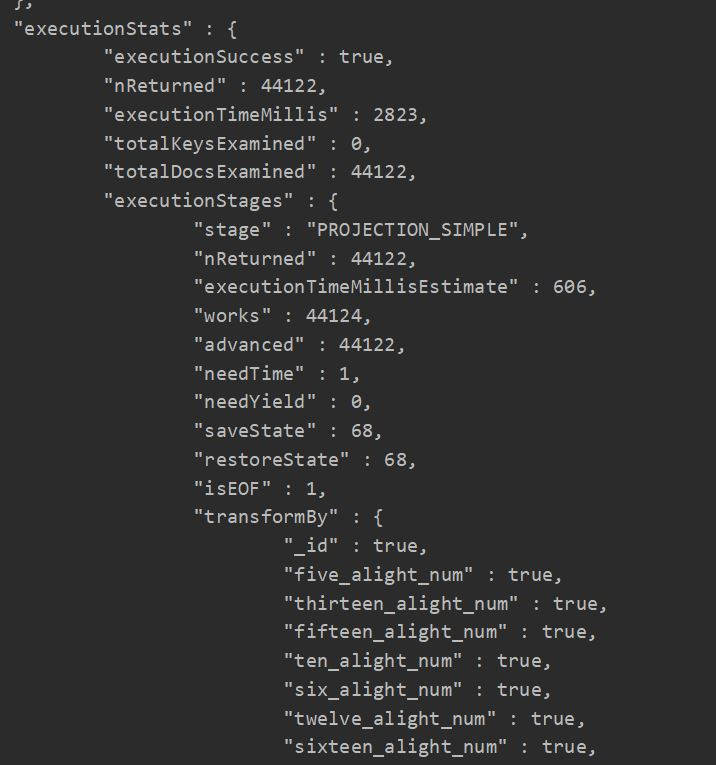 },
"executionStats" : {
"executionSuccess" : true,
"nReturned" : 44122,
"executionTimeMillis" : 2823,
"totalKeysExamined" : 0,
"totalDocsExamined" : 44122,
"executionStages" : {
"stage" : "PROJECTION_SIMPLE",
"nReturned" : 44122,
"executionTimeMillisEstimate" : 606,
"works" : 44124,
"advanced" : 44122,
"needTime" : 1,
"needYield" : 0,
"saveState" : 68,
"restoreState" : 68,
"isEOF" : 1,
"transformBy" : {
"_id" : true,
"five_alight_num" : true,
"thirteen_alight_num" : true,
"fifteen_alight_num" : true,
"ten_alight_num" : true,
"six_alight_num" : true,
"twelve_alight_num" : true,
"sixteen_alight_num" : true,